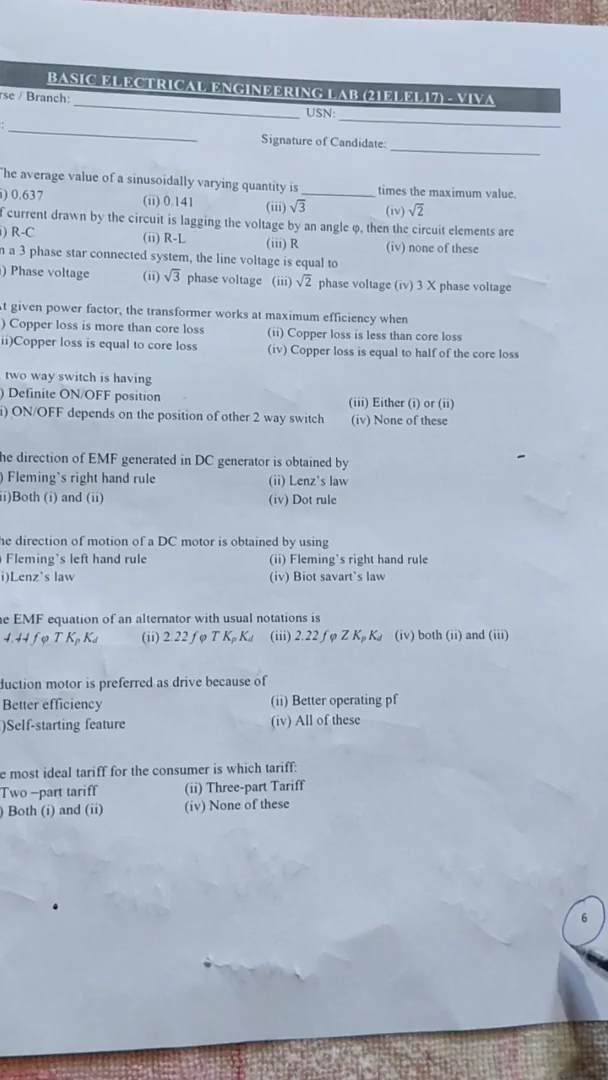 BASIC ELECTRICAL ENGINEERING LAB (21ELEL17) - VIVA
rse / Branch: ____________ USN: ____________
: ____________ Signature of Candidate: ____________
The average value of a sinusoidally varying quantity is ________ times the maximum value.
i) 0.637 (ii) 0.141 (iii) √3 (iv) √2
f current drawn by the circuit is lagging the voltage by an angle φ, then the circuit elements are
i) R-C (ii) R-L (iii) R (iv) none of these
n a 3 phase star connected system, the line voltage is equal to
) Phase voltage (ii) √3 phase voltage (iii) √2 phase voltage (iv) 3 X phase voltage
t given power factor, the transformer works at maximum efficiency when
) Copper loss is more than core loss (ii) Copper loss is less than core loss
ii)Copper loss is equal to core loss (iv) Copper loss is equal to half of the core loss
two way switch is having
) Definite ON/OFF position (iii) Either (i) or (ii)
i) ON/OFF depends on the position of other 2 way switch (iv) None of these
he direction of EMF generated in DC generator is obtained by
) Fleming's right hand rule (ii) Lenz's law
ii)Both (i) and (ii) (iv) Dot rule
he direction of motion of a DC motor is obtained by using
Fleming's left hand rule (ii) Fleming's right hand rule
i)Lenz's law (iv) Biot savart's law
e EMF equation of an alternator with usual notations is
4.44 f φ T Kp Kd (ii) 2.22 f φ T Kp Kd (iii) 2.22 f φ Z Kp Kd (iv) both (ii) and (iii)
duction motor is preferred as drive because of
Better efficiency (ii) Better operating pf
)Self-starting feature (iv) All of these
e most ideal tariff for the consumer is which tariff:
Two –part tariff (ii) Three-part Tariff
) Both (i) and (ii) (iv) None of these
6